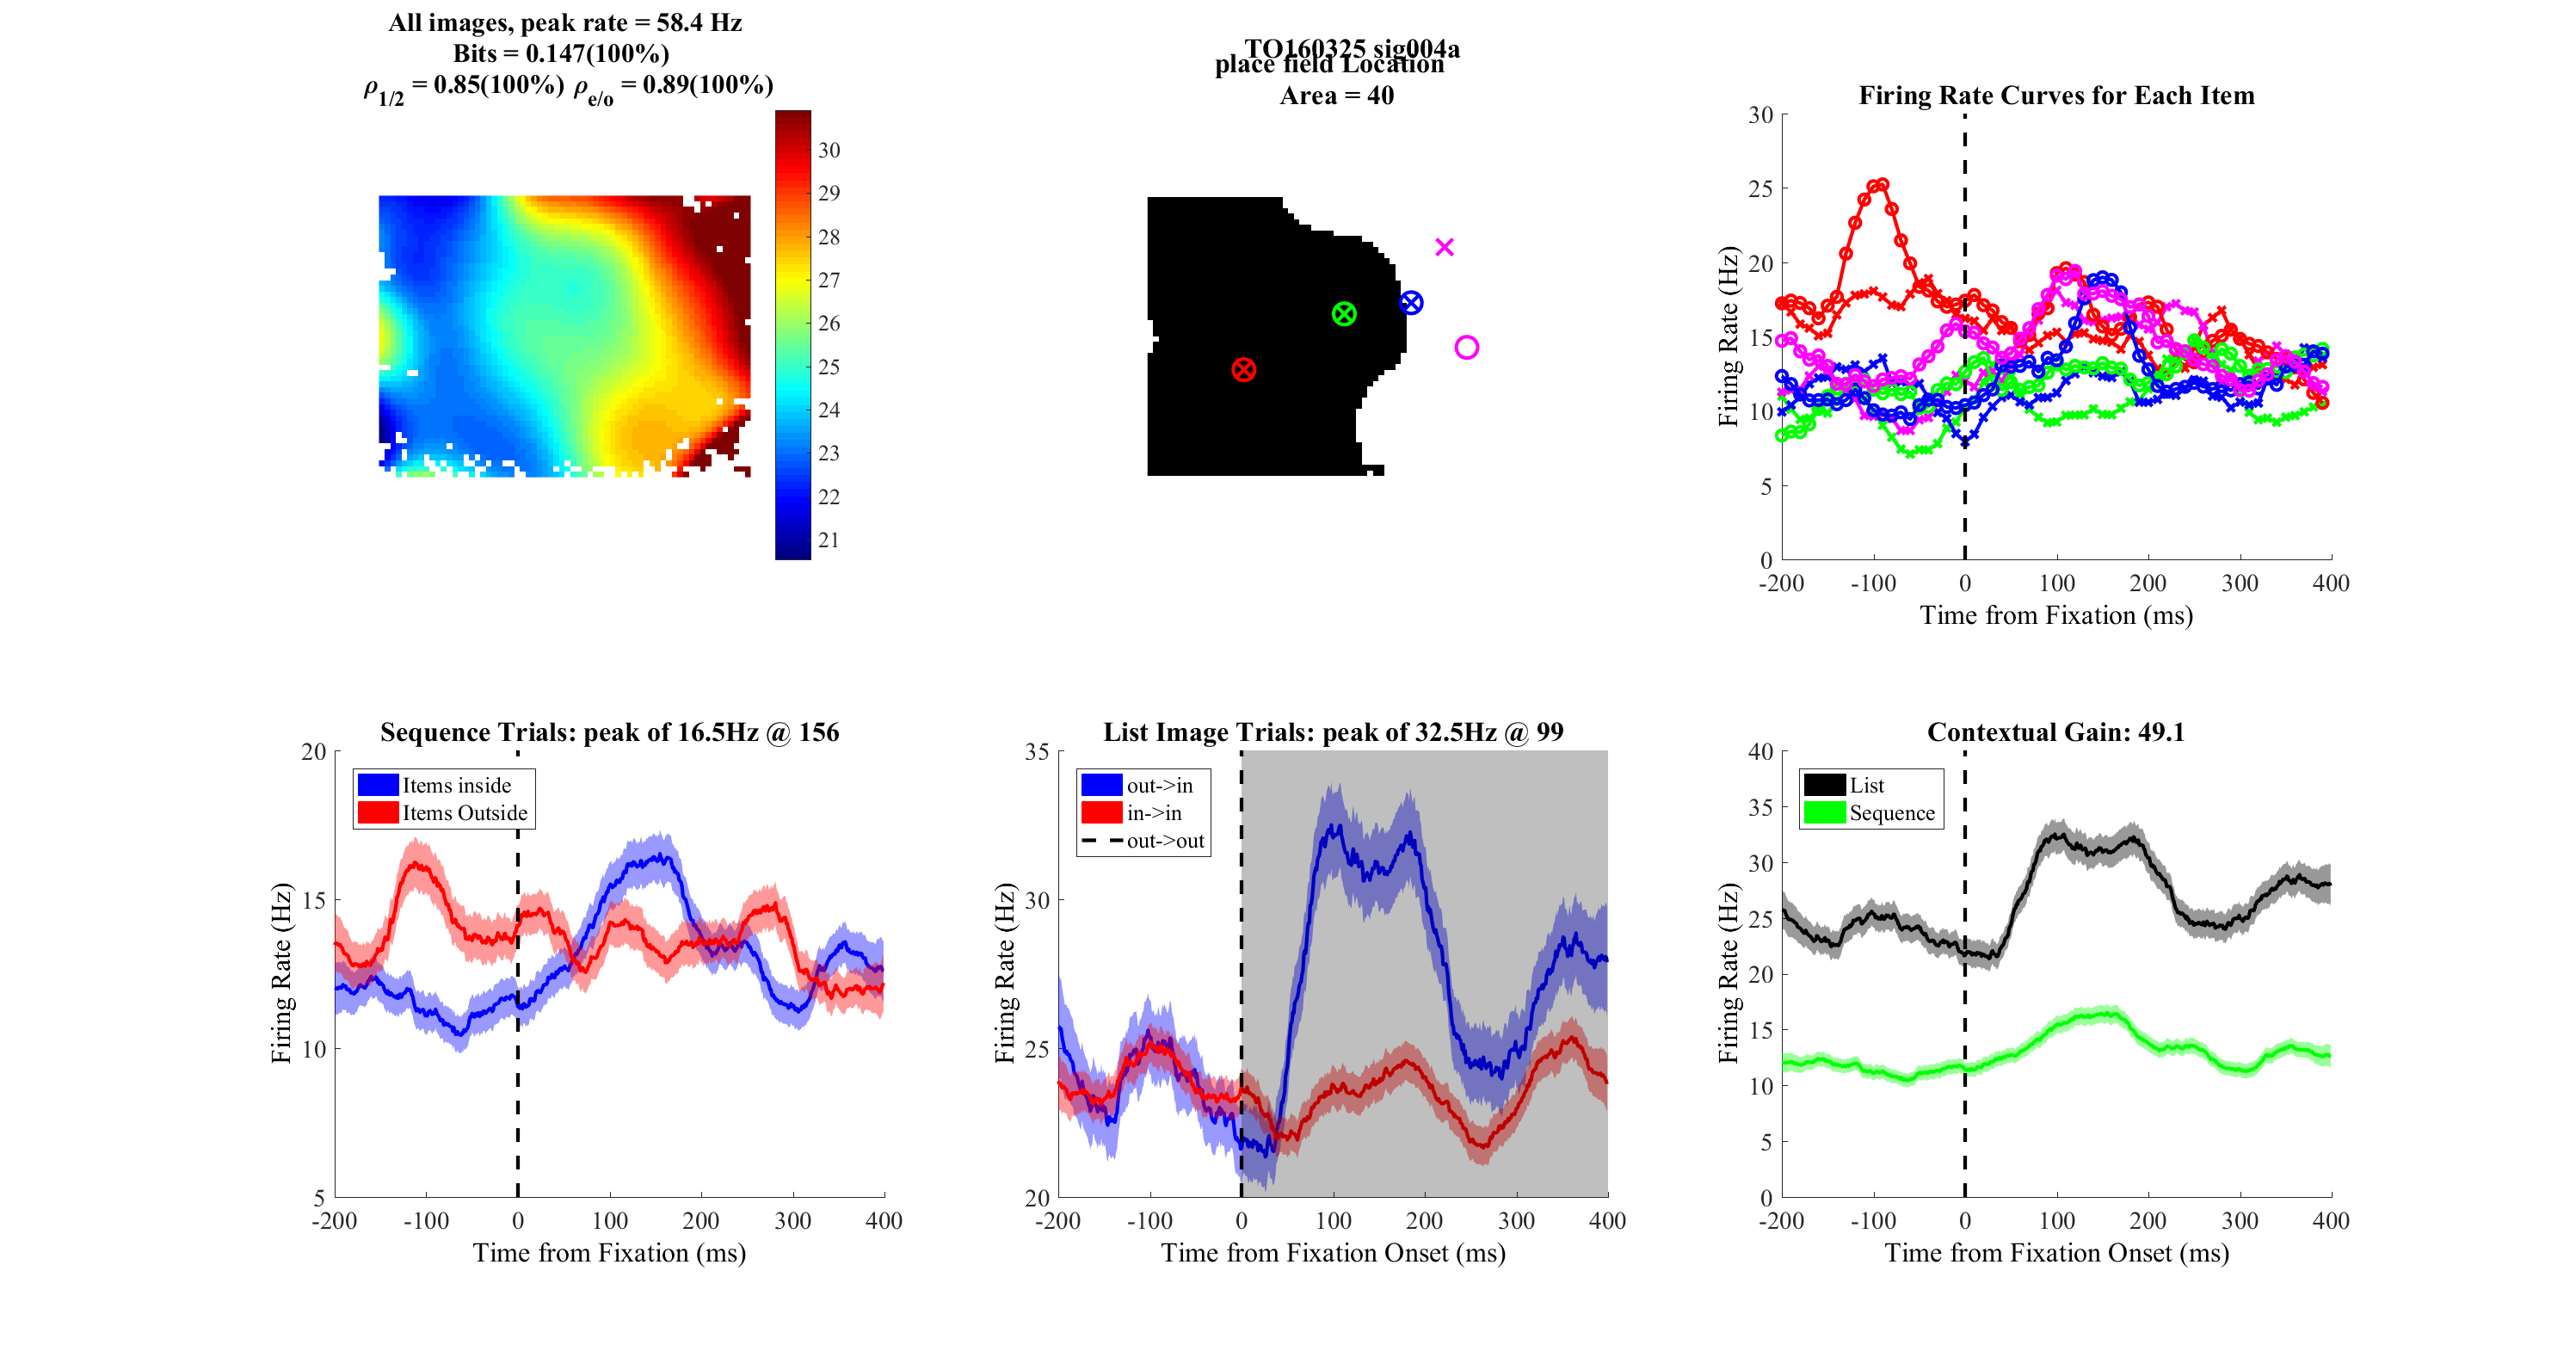 All images, peak rate = 58.4 Hz
Bits = 0.147(100%)
ρ1/2 = 0.85(100%) ρe/o = 0.89(100%)
30
29
28
27
26
25
24
23
22
21
TO160325 sig004a
place field Location
Area = 40
Firing Rate Curves for Each Item
30
25
20
15
10
5
0
Firing Rate (Hz)
-200 -100 0 100 200 300 400
Time from Fixation (ms)
Sequence Trials: peak of 16.5Hz @ 156
Items inside
Items Outside
20
15
10
5
Firing Rate (Hz)
-200 -100 0 100 200 300 400
Time from Fixation (ms)
List Image Trials: peak of 32.5Hz @ 99
out->in
in->in
out->out
35
30
25
20
Firing Rate (Hz)
-200 -100 0 100 200 300 400
Time from Fixation Onset (ms)
Contextual Gain: 49.1
List
Sequence
40
35
30
25
20
15
10
5
0
Firing Rate (Hz)
-200 -100 0 100 200 300 400
Time from Fixation Onset (ms)